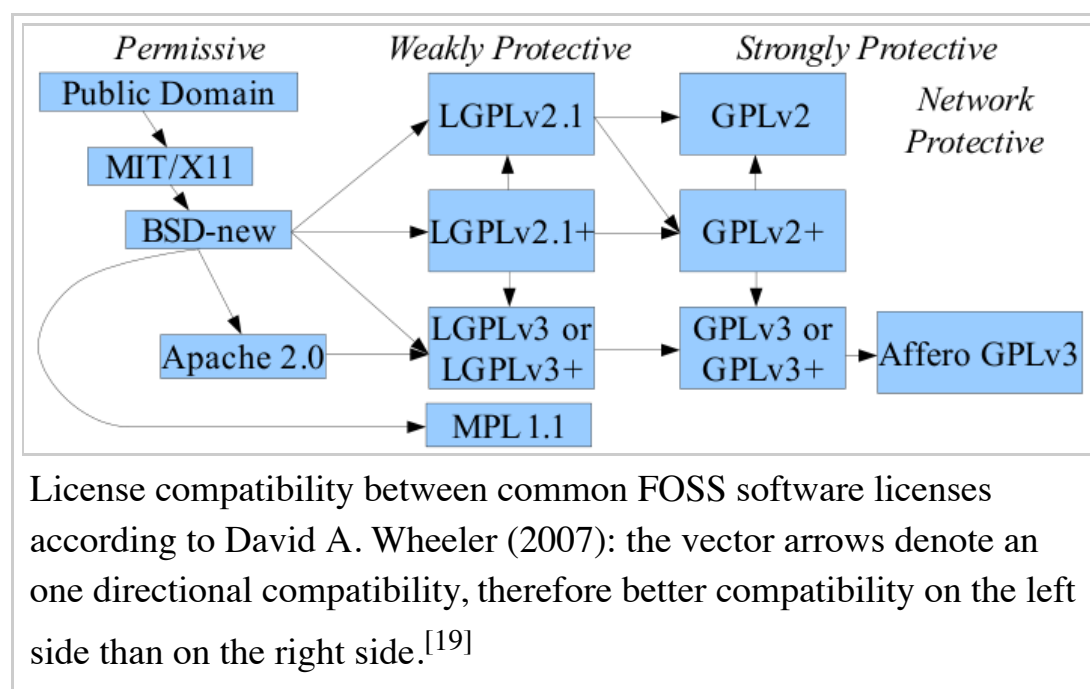 Permissive
Weakly Protective
Strongly Protective
Network
Protective
Public Domain
MIT/X11
BSD-new
Apache 2.0
LGPLv2.1
LGPLv2.1+
LGPLv3 or
LGPLv3+
MPL 1.1
GPLv2
GPLv2+
GPLv3 or
GPLv3+
Affero GPLv3
License compatibility between common FOSS software licenses
according to David A. Wheeler (2007): the vector arrows denote an
one directional compatibility, therefore better compatibility on the left
side than on the right side.[19]